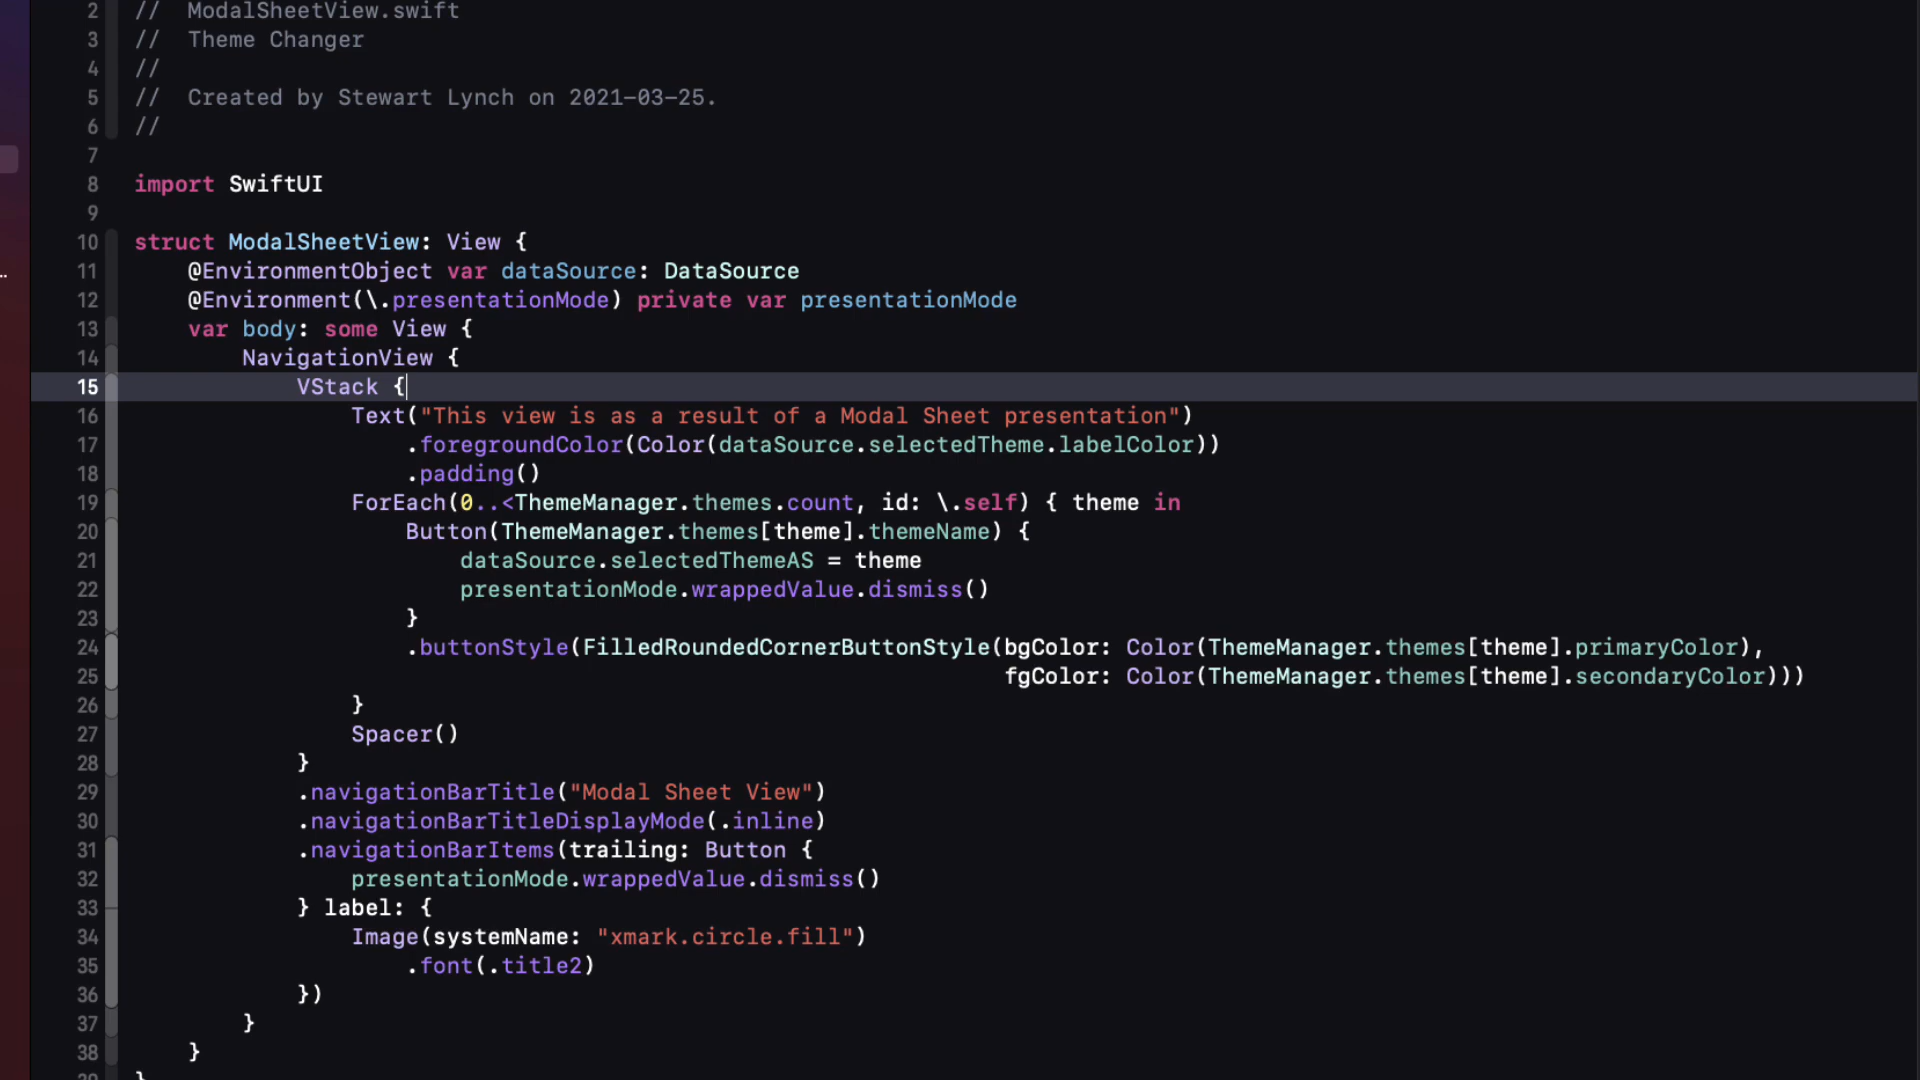 2 //  ModalSheetView.swift
3 //  Theme Changer
4 //
5 //  Created by Stewart Lynch on 2021-03-25.
6 //
7
8 import SwiftUI
9
10 struct ModalSheetView: View {
11     @EnvironmentObject var dataSource: DataSource
12     @Environment(\.presentationMode) private var presentationMode
13     var body: some View {
14         NavigationView {
15             VStack {
16                 Text("This view is as a result of a Modal Sheet presentation")
17                     .foregroundColor(Color(dataSource.selectedTheme.labelColor))
18                     .padding()
19                 ForEach(0..<ThemeManager.themes.count, id: \.self) { theme in
20                     Button(ThemeManager.themes[theme].themeName) {
21                         dataSource.selectedThemeAS = theme
22                         presentationMode.wrappedValue.dismiss()
23                     }
24                     .buttonStyle(FilledRoundedCornerButtonStyle(bgColor: Color(ThemeManager.themes[theme].primaryColor),
25                                                                 fgColor: Color(ThemeManager.themes[theme].secondaryColor)))
26                 }
27                 Spacer()
28             }
29             .navigationBarTitle("Modal Sheet View")
30             .navigationBarTitleDisplayMode(.inline)
31             .navigationBarItems(trailing: Button {
32                 presentationMode.wrappedValue.dismiss()
33             } label: {
34                 Image(systemName: "xmark.circle.fill")
35                     .font(.title2)
36             })
37         }
38     }
39 }